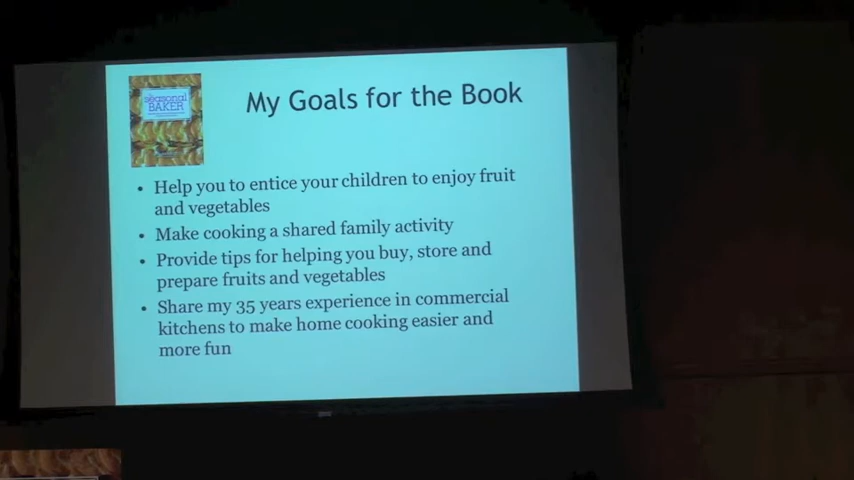 seasonal
BAKER
My Goals for the Book
• Help you to entice your children to enjoy fruit
and vegetables
• Make cooking a shared family activity
• Provide tips for helping you buy, store and
prepare fruits and vegetables
• Share my 35 years experience in commercial
kitchens to make home cooking easier and
more fun